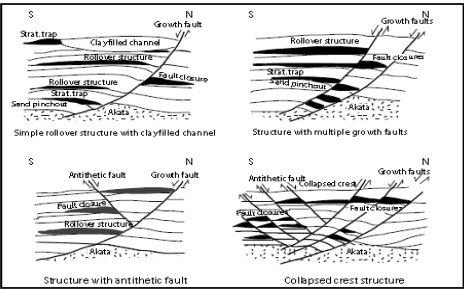 S N
Growth fault
Strat. trap
Clayfilled channel
Rollover structure
Fault closure
Rollover structure
Strat. trap
Sand pinchout
Akata
Simple rollover structure with clayfilled channel
S N
Growth faults
Rollover structure
Fault closures
Strat. trap
Sand pinchout
Akata
Structure with multiple growth faults
S N
Antithetic fault Growth fault
Fault closure
Rollover structure
Akata
Structure with antithetic fault
S N
Growth faults
Antithetic fault
Collapsed crest
Fault closure
Fault closures
Akata
Collapsed crest structure